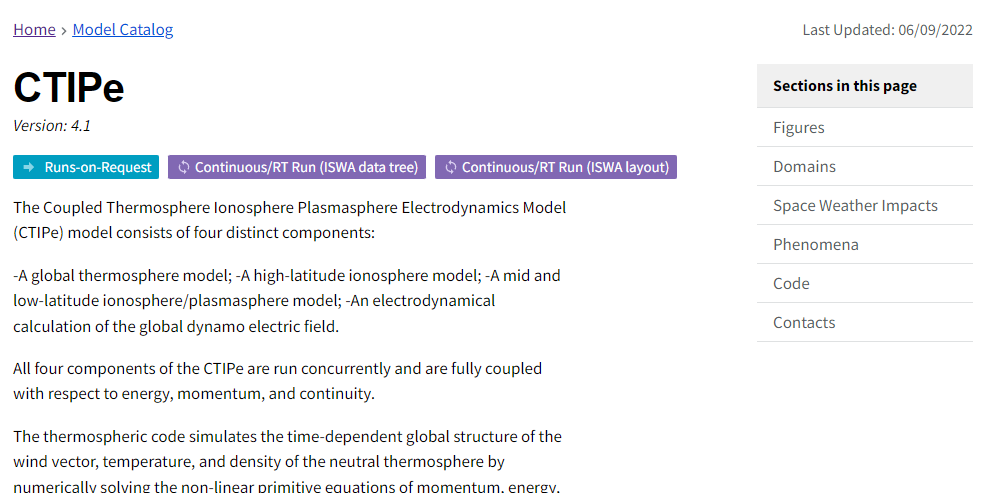 Home > Model Catalog
Last Updated: 06/09/2022
CTIPe
Version: 4.1
Runs-on-Request
Continuous/RT Run (ISWA data tree)
Continuous/RT Run (ISWA layout)
The Coupled Thermosphere Ionosphere Plasmasphere Electrodynamics Model
(CTIPe) model consists of four distinct components:
-A global thermosphere model; -A high-latitude ionosphere model; -A mid and
low-latitude ionosphere/plasmasphere model; -An electrodynamical
calculation of the global dynamo electric field.
All four components of the CTIPe are run concurrently and are fully coupled
with respect to energy, momentum, and continuity.
The thermospheric code simulates the time-dependent global structure of the
wind vector, temperature, and density of the neutral thermosphere by
numerically solving the non-linear primitive equations of momentum, energy,
Sections in this page
Figures
Domains
Space Weather Impacts
Phenomena
Code
Contacts